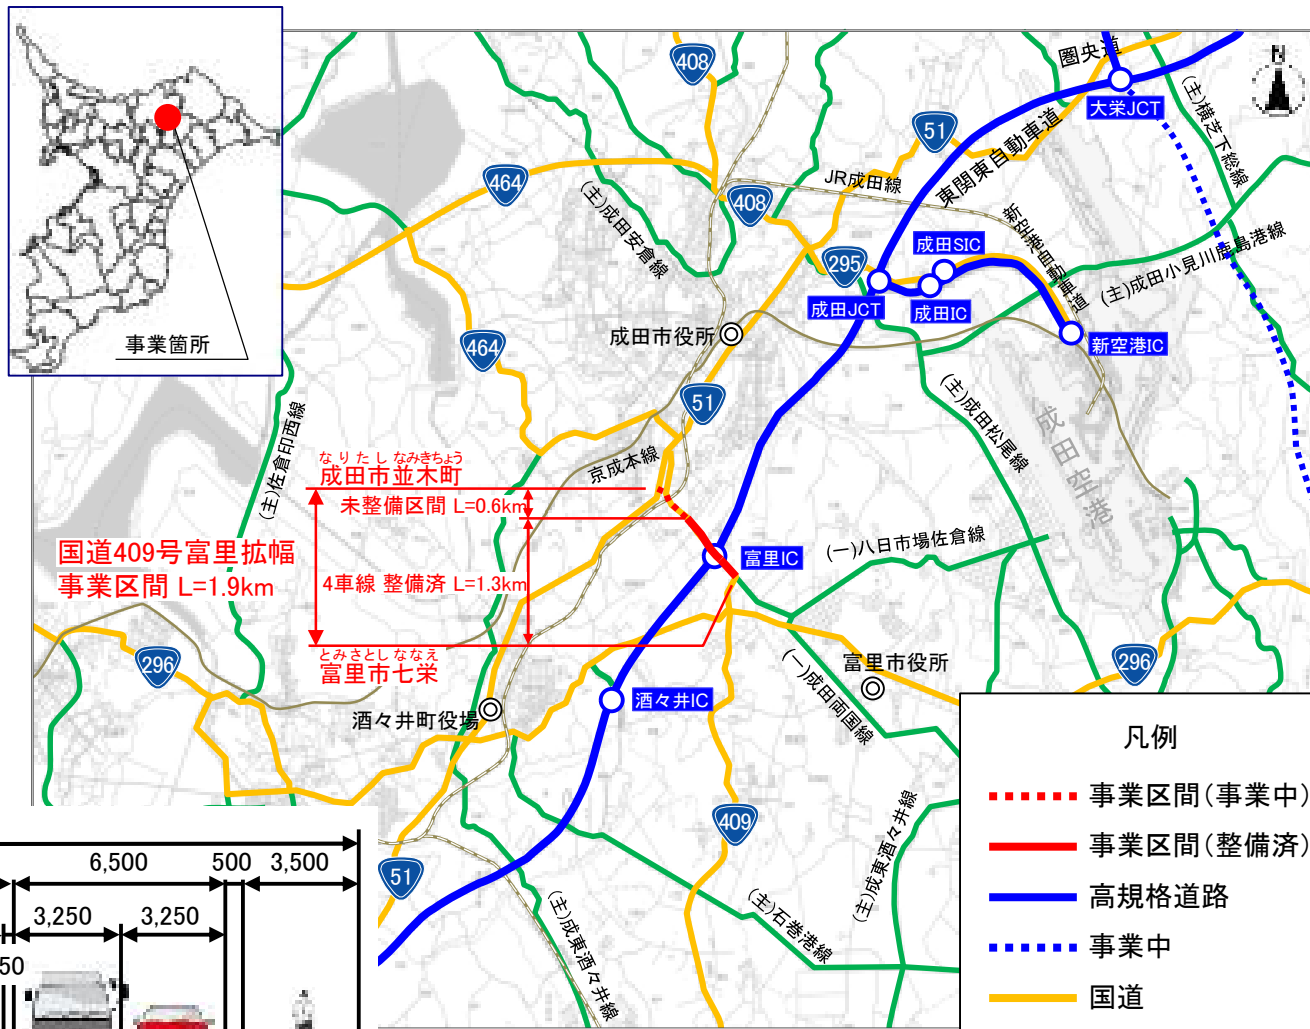 事業箇所
N
圏央道
大栄JCT
(主)横芝下総線
408
51
東関東自動車道
JR成田線
464
(主)成田安倉線
408
新空港自動車道
成田SIC
295
(主)成田小見川鹿島港線
成田JCT
成田IC
成田市役所
新空港IC
464
51
(主)成田松尾線
成田空港
(主)佐倉印西線
京成本線
なりたしなみきちょう
成田市並木町
未整備区間 L=0.6km
国道409号富里拡幅
事業区間 L=1.9km
(一)八日市場佐倉線
富里IC
4車線 整備済 L=1.3km
とみさとしななえ
富里市七栄
296
296
富里市役所
(一)成田両国線
酒々井IC
酒々井町役場
409
(主)成東酒々井線
51
(主)石巻港線
(主)成東酒々井線
6,500
500
3,500
3,250
3,250
50
凡例
事業区間(事業中)
事業区間(整備済)
高規格道路
事業中
国道